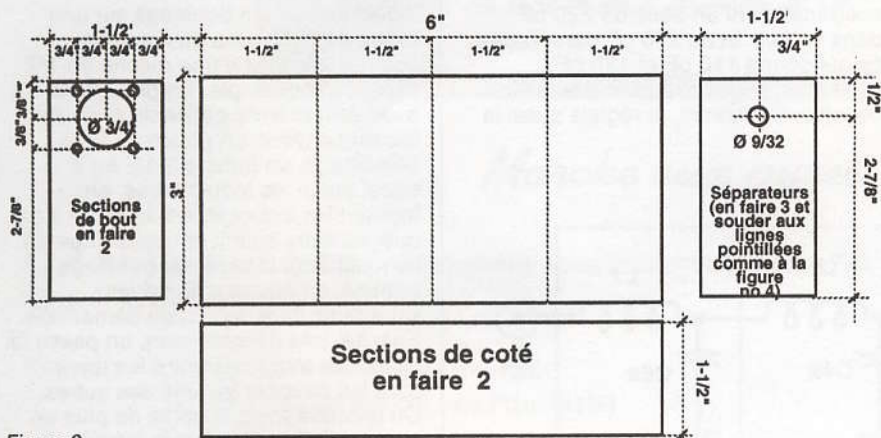 1-1/2"
3/4" 3/4" 3/4" 3/4"
3/8" 3/8"
Ø 3/4
2-7/8"
Sections
de bout
en faire
2
6"
1-1/2" 1-1/2" 1-1/2" 1-1/2"
3"
Sections de coté
en faire 2
1-1/2"
1-1/2"
3/4"
1/2"
Ø 9/32
2-7/8"
Séparateurs
(en faire 3 et
souder aux
lignes
pointillées
comme à la
figure
no 4)